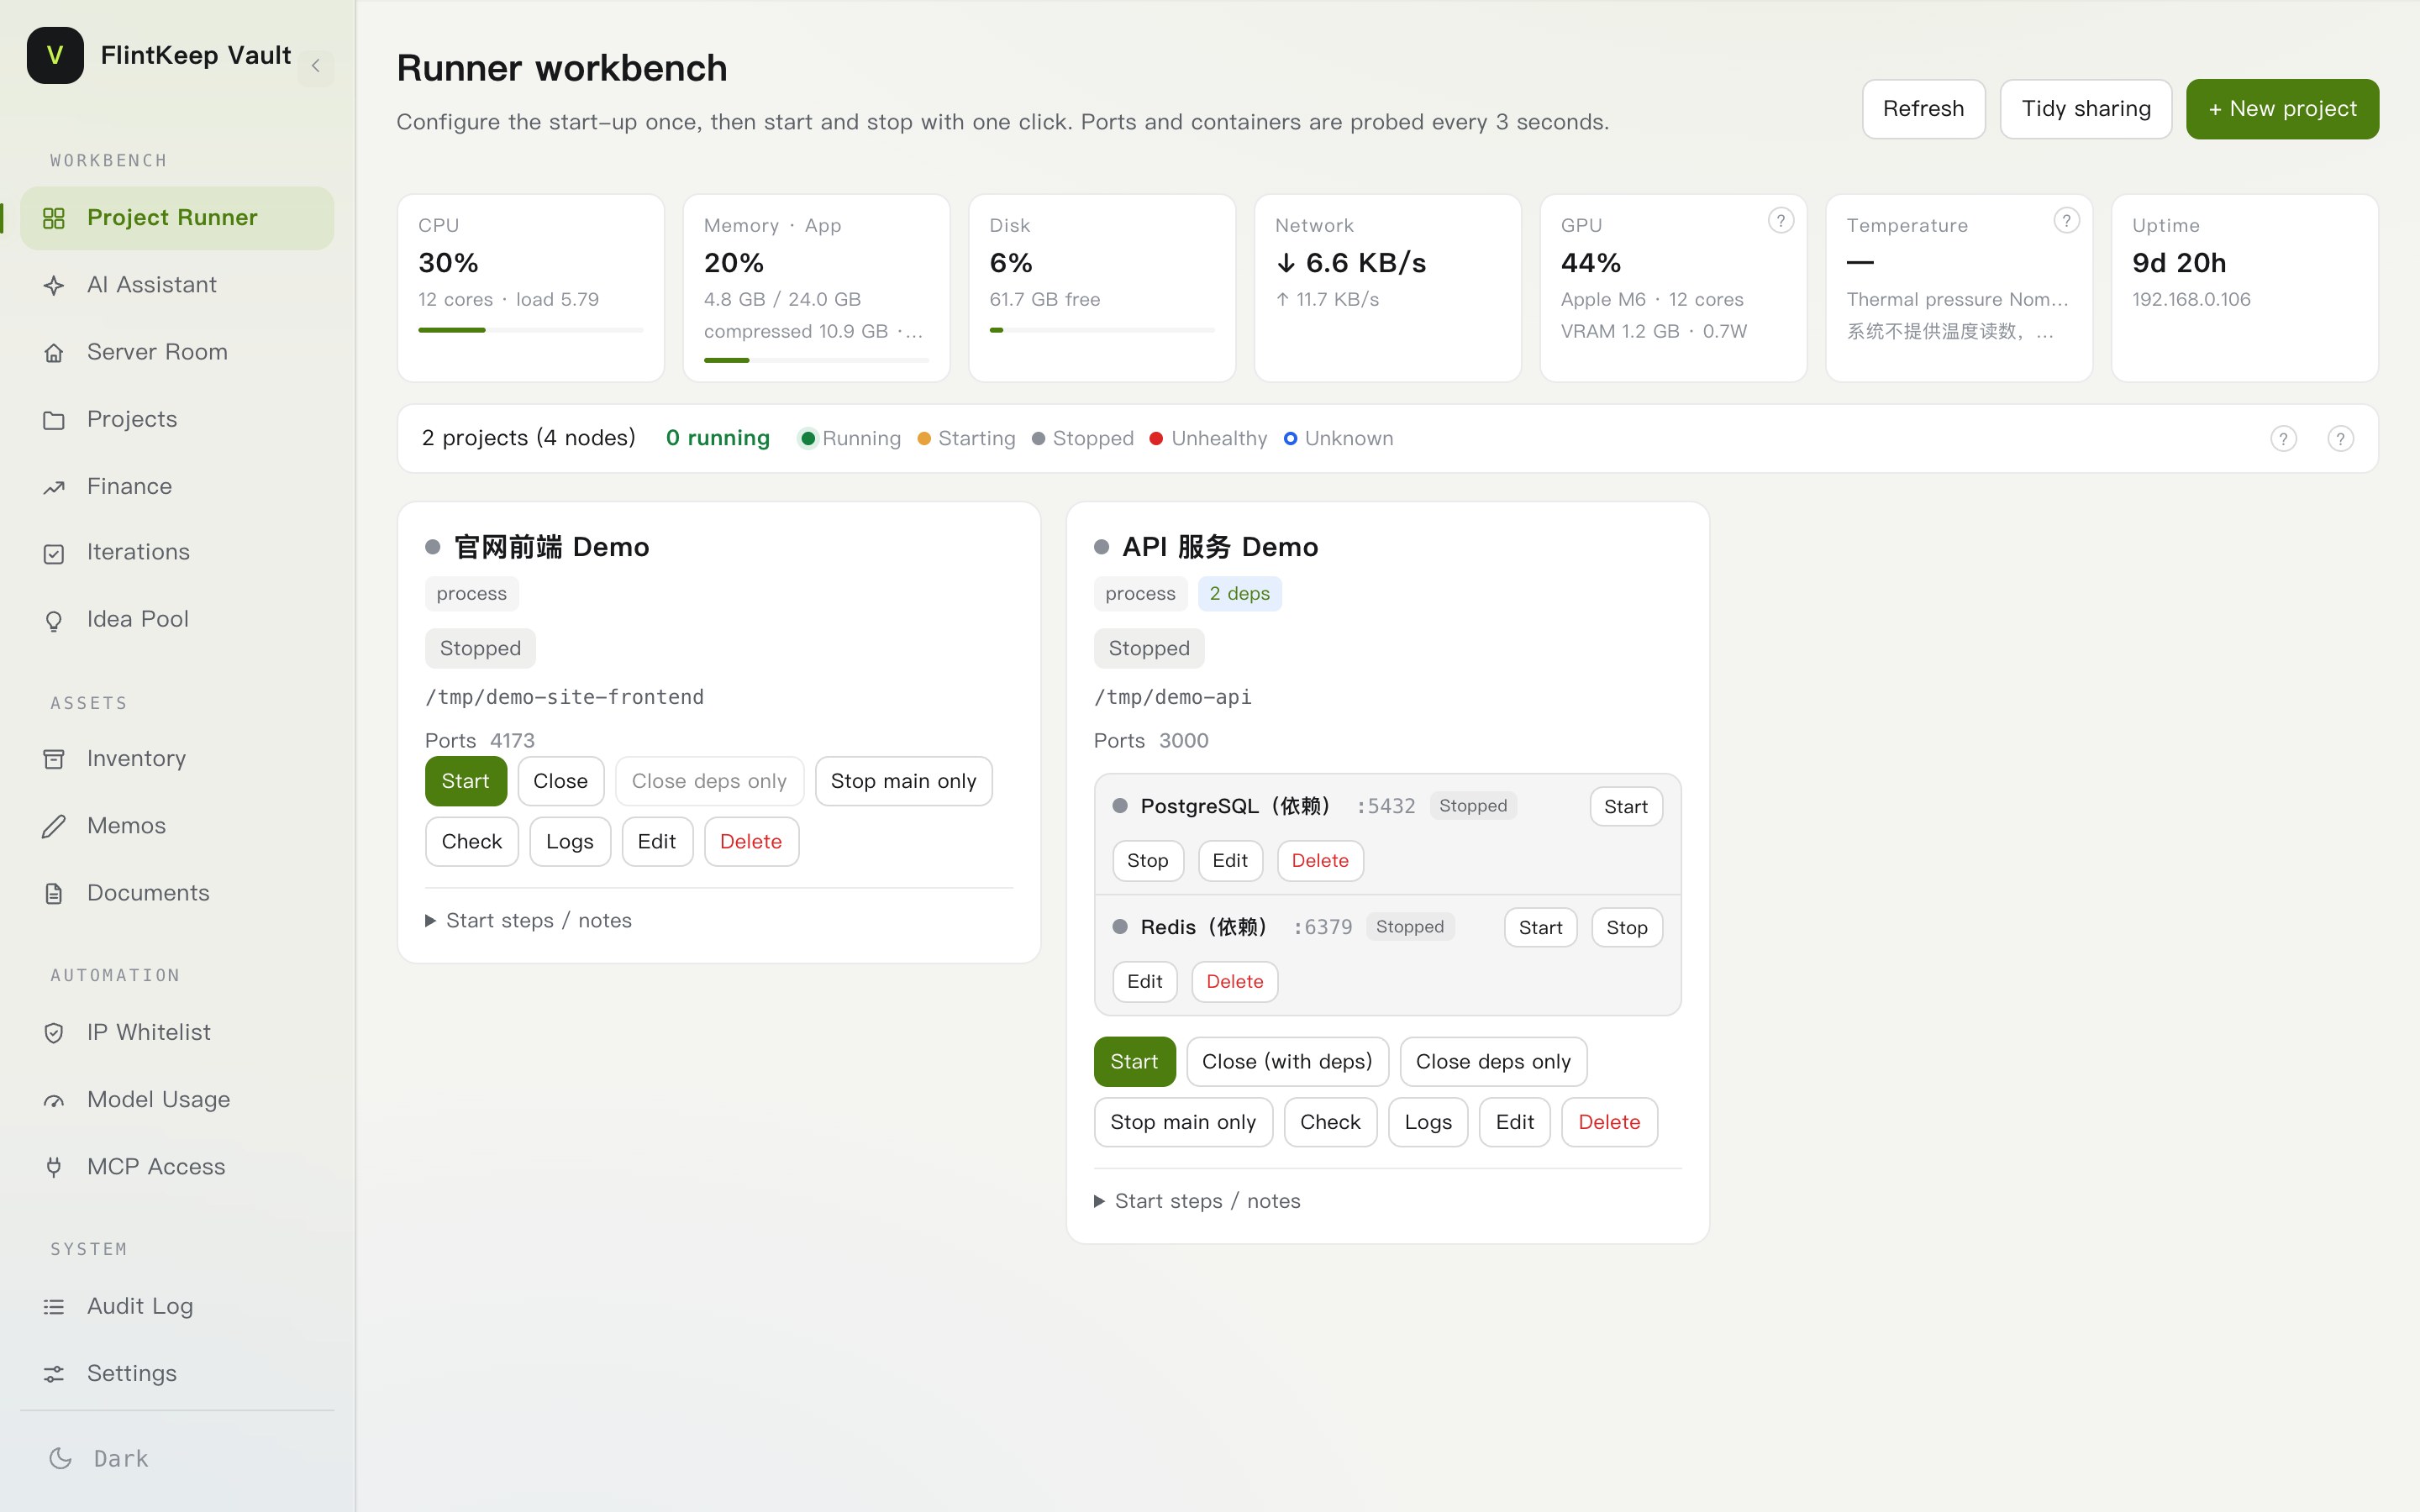 V FlintKeep Vault
WORKBENCH
Project Runner
AI Assistant
Server Room
Projects
Finance
Iterations
Idea Pool
ASSETS
Inventory
Memos
Documents
AUTOMATION
IP Whitelist
Model Usage
MCP Access
SYSTEM
Audit Log
Settings
Dark
Runner workbench
Configure the start-up once, then start and stop with one click. Ports and containers are probed every 3 seconds.
Refresh
Tidy sharing
+ New project
CPU
30%
12 cores · load 5.79
Memory · App
20%
4.8 GB / 24.0 GB
compressed 10.9 GB ·...
Disk
6%
61.7 GB free
Network
↓ 6.6 KB/s
↑ 11.7 KB/s
GPU ?
44%
Apple M6 · 12 cores
VRAM 1.2 GB · 0.7W
Temperature ?
—
Thermal pressure Nom...
系统不提供温度读数，...
Uptime
9d 20h
192.168.0.106
2 projects (4 nodes) 0 running Running Starting Stopped Unhealthy Unknown ? ?
官网前端 Demo
process
Stopped
/tmp/demo-site-frontend
Ports 4173
Start Close Close deps only Stop main only
Check Logs Edit Delete
▶ Start steps / notes
API 服务 Demo
process 2 deps
Stopped
/tmp/demo-api
Ports 3000
PostgreSQL（依赖） :5432 Stopped Start
Stop Edit Delete
Redis（依赖） :6379 Stopped Start Stop
Edit Delete
Start Close (with deps) Close deps only
Stop main only Check Logs Edit Delete
▶ Start steps / notes